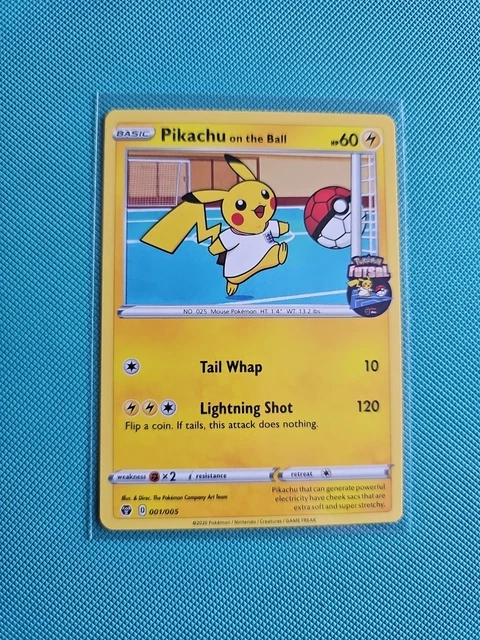 BASIC Pikachu on the Ball HP60
Pokémon
FUTSAL
NO. 025 Mouse Pokémon HT. 1'4" WT. 13.2 lbs.
Tail Whap 10
Lightning Shot 120
Flip a coin. If tails, this attack does nothing.
weakness ×2 resistance retreat
Illus. & Direc. The Pokémon Company Art Team
Pikachu that can generate powerful
electricity have cheek sacs that are
extra soft and super stretchy.
D 001/005
©2020 Pokémon / Nintendo / Creatures / GAME FREAK